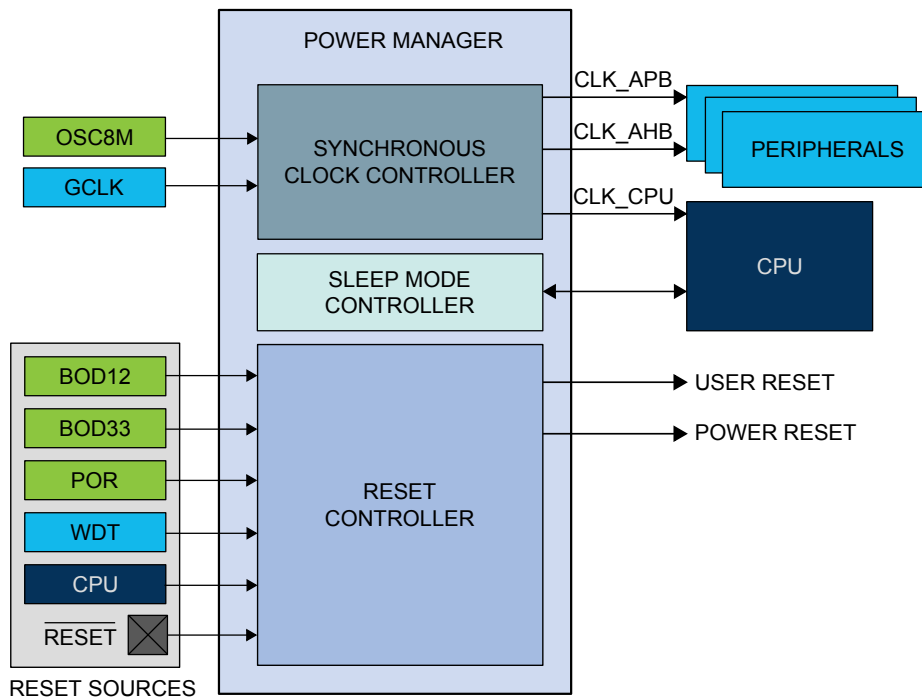 POWER MANAGER
OSC8M
GCLK
SYNCHRONOUS
CLOCK CONTROLLER
CLK_APB
CLK_AHB
CLK_CPU
PERIPHERALS
CPU
SLEEP MODE
CONTROLLER
BOD12
BOD33
POR
WDT
CPU
RESET
RESET SOURCES
RESET
CONTROLLER
USER RESET
POWER RESET